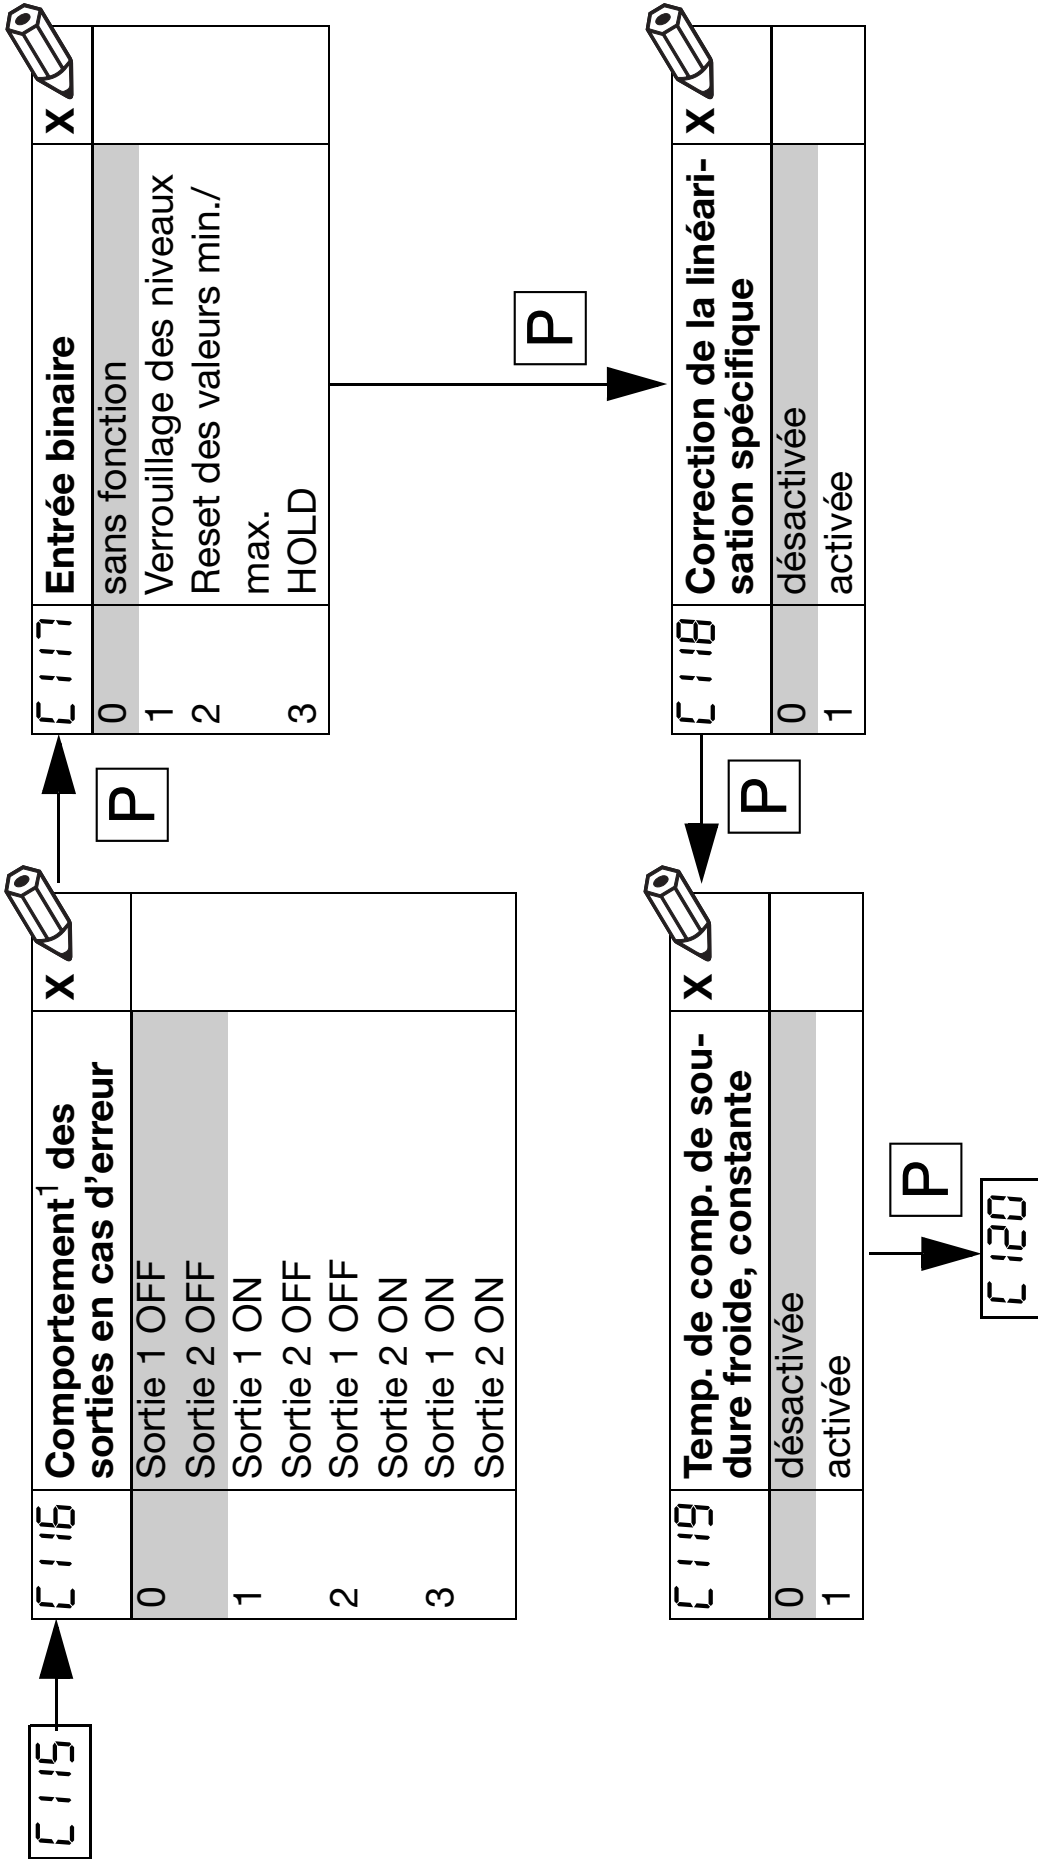 C115
C116 Comportement¹ des x
sorties en cas d'erreur
0 Sortie 1 OFF
Sortie 2 OFF
1 Sortie 1 ON
Sortie 2 OFF
2 Sortie 1 OFF
Sortie 2 ON
3 Sortie 1 ON
Sortie 2 ON
P
C117 Entrée binaire x
0 sans fonction
1 Verrouillage des niveaux
2 Reset des valeurs min./
max.
3 HOLD
P
C118 Correction de la linéari-
sation spécifique x
0 désactivée
1 activée
P
C119 Temp. de comp. de sou-
dure froide, constante x
0 désactivée
1 activée
P
C120